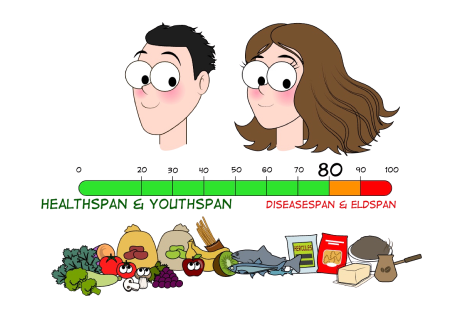 0 20 30 40 50 60 70 80 90 100
HEALTHSPAN & YOUTHSPAN DISEASESPAN & ELDSPAN
HERCULES